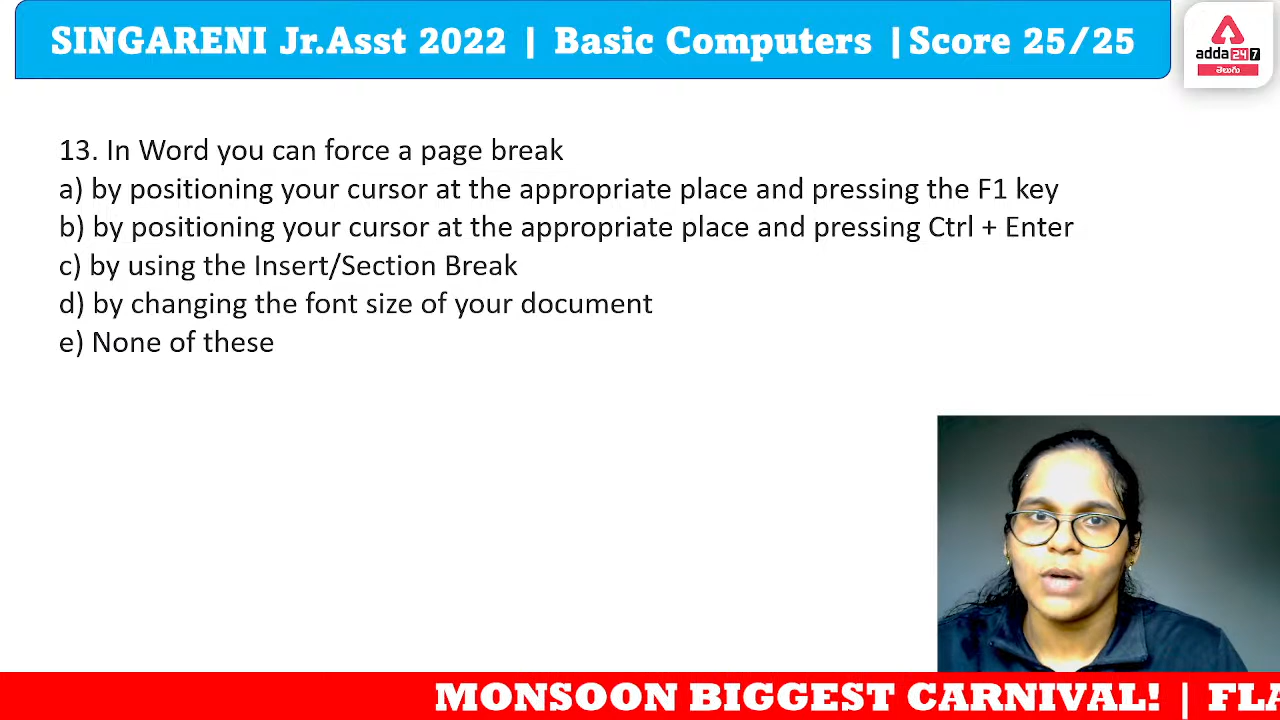 SINGARENI Jr.Asst 2022 | Basic Computers |Score 25/25
adda247
తెలుగు
13. In Word you can force a page break
a) by positioning your cursor at the appropriate place and pressing the F1 key
b) by positioning your cursor at the appropriate place and pressing Ctrl + Enter
c) by using the Insert/Section Break
d) by changing the font size of your document
e) None of these
MONSOON BIGGEST CARNIVAL! | FLA